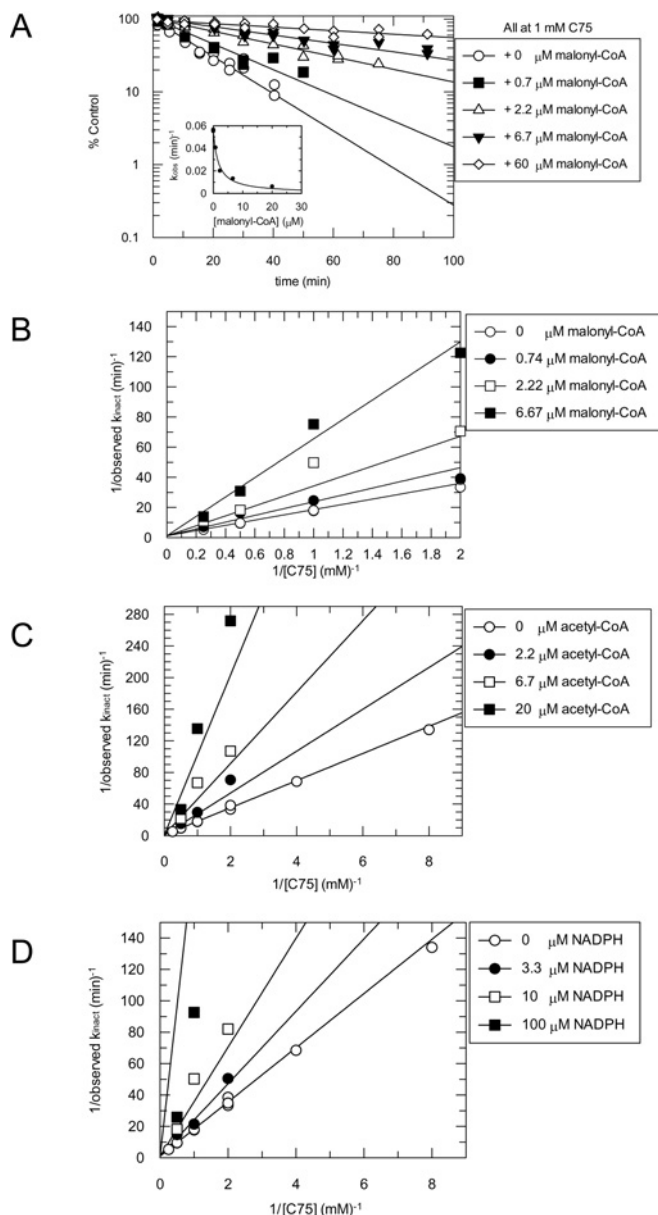 A
% Control
100
10
1
0.1
0 20 40 60 80 100
time (min)
kobs (min)-1
0.06
0.04
0.02
0
0 10 20 30
[malonyl-CoA] (μM)
All at 1 mM C75
+ 0 μM malonyl-CoA
+ 0.7 μM malonyl-CoA
+ 2.2 μM malonyl-CoA
+ 6.7 μM malonyl-CoA
+ 60 μM malonyl-CoA
B
1/observed kinact (min)-1
140
120
100
80
60
40
20
0
0 0.2 0.4 0.6 0.8 1 1.2 1.4 1.6 1.8 2
1/[C75] (mM)-1
0 μM malonyl-CoA
0.74 μM malonyl-CoA
2.22 μM malonyl-CoA
6.67 μM malonyl-CoA
C
1/observed kinact (min)-1
280
240
200
160
120
80
40
0
0 2 4 6 8
1/[C75] (mM)-1
0 μM acetyl-CoA
2.2 μM acetyl-CoA
6.7 μM acetyl-CoA
20 μM acetyl-CoA
D
1/observed kinact (min)-1
140
120
100
80
60
40
20
0
0 2 4 6 8
1/[C75] (mM)-1
0 μM NADPH
3.3 μM NADPH
10 μM NADPH
100 μM NADPH